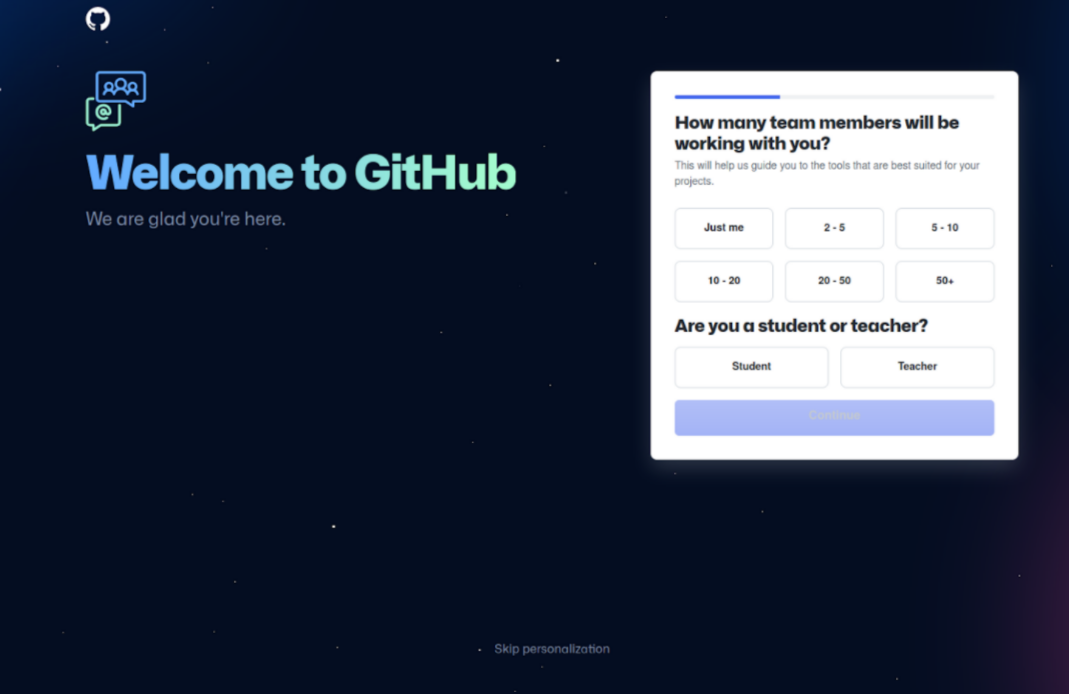 @
Welcome to GitHub
We are glad you're here.
How many team members will be
working with you?
This will help us guide you to the tools that are best suited for your
projects.
Just me
2 - 5
5 - 10
10 - 20
20 - 50
50+
Are you a student or teacher?
Student
Teacher
Continue
Skip personalization